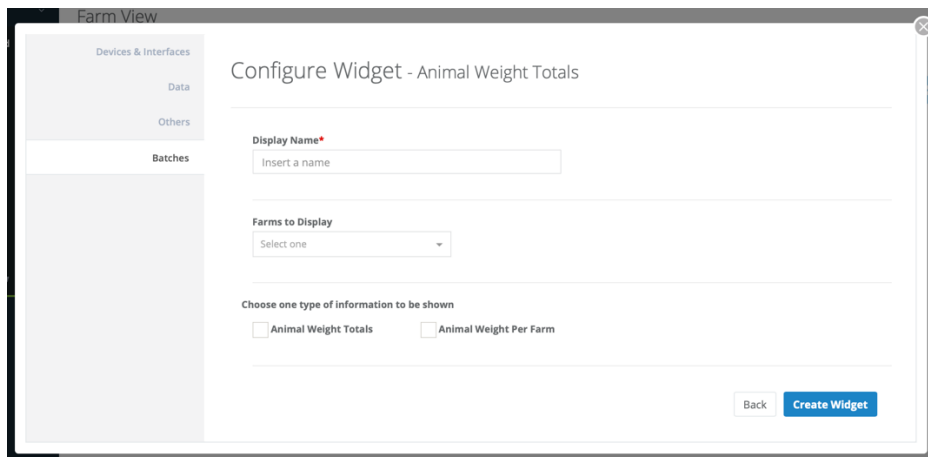 Farm View
Devices & Interfaces
Data
Others
Batches
Configure Widget - Animal Weight Totals
Display Name*
Insert a name
Farms to Display
Select one
Choose one type of information to be shown
Animal Weight Totals Animal Weight Per Farm
Back Create Widget